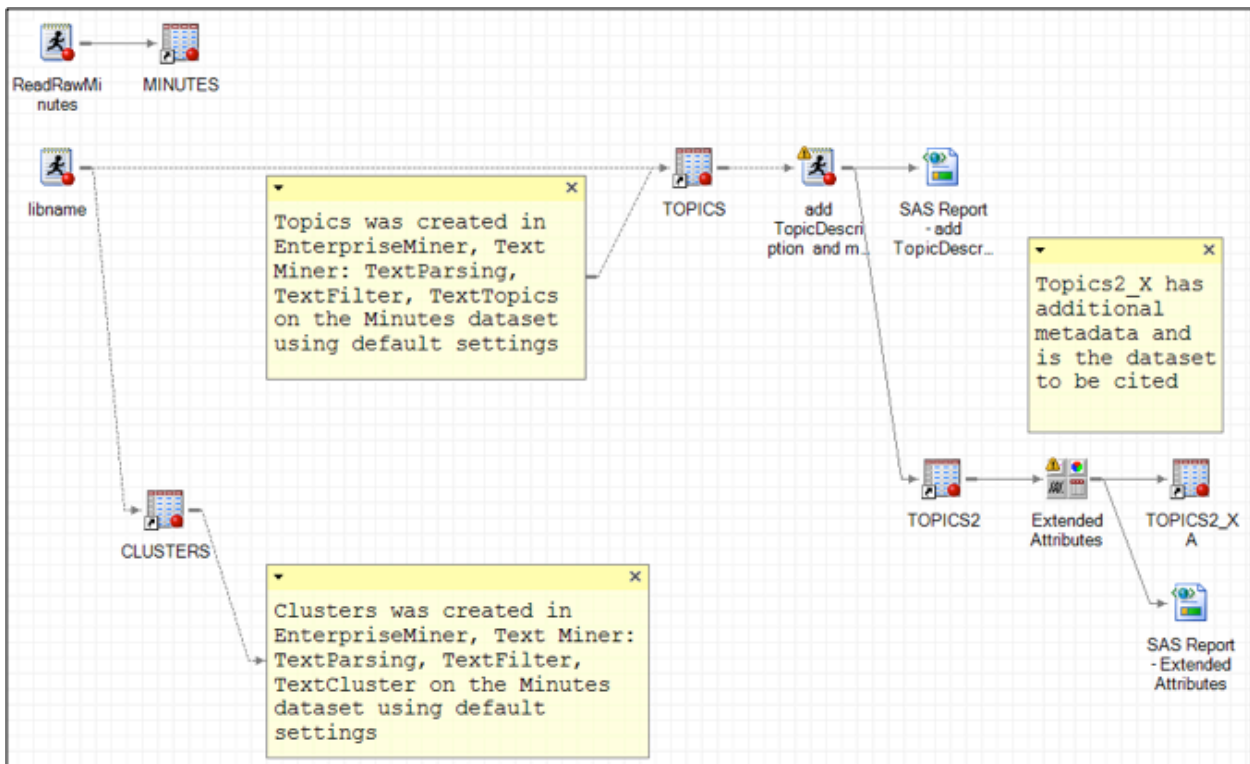 ReadRawMi
nutes
MINUTES
libname
Topics was created in
EnterpriseMiner, Text
Miner: TextParsing,
TextFilter, TextTopics
on the Minutes dataset
using default settings
TOPICS
add
TopicDescri
ption and m...
SAS Report
- add
TopicDescr...
Topics2_X has
additional
metadata and
is the dataset
to be cited
CLUSTERS
Clusters was created in
EnterpriseMiner, Text Miner:
TextParsing, TextFilter,
TextCluster on the Minutes
dataset using default
settings
TOPICS2
Extended
Attributes
TOPICS2_X
A
SAS Report
- Extended
Attributes